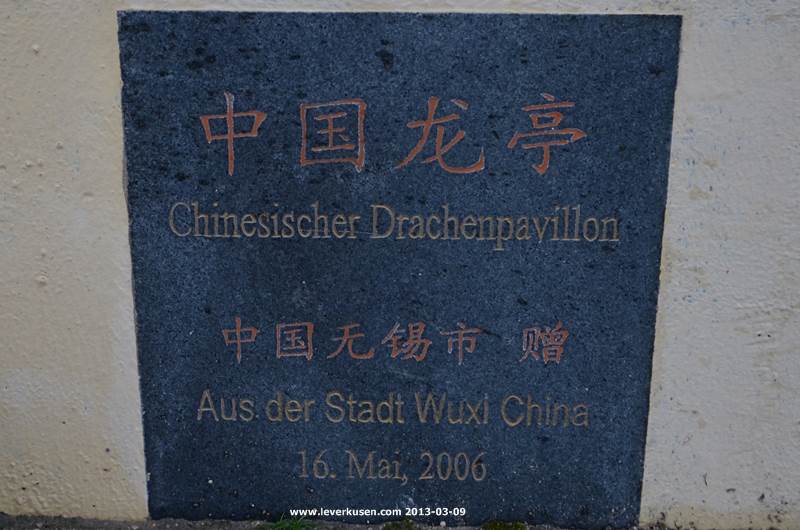 中国龙亭
Chinesischer Drachenpavillon
中国无锡市 赠
Aus der Stadt Wuxi China
16. Mai, 2006
www.leverkusen.com 2013-03-09